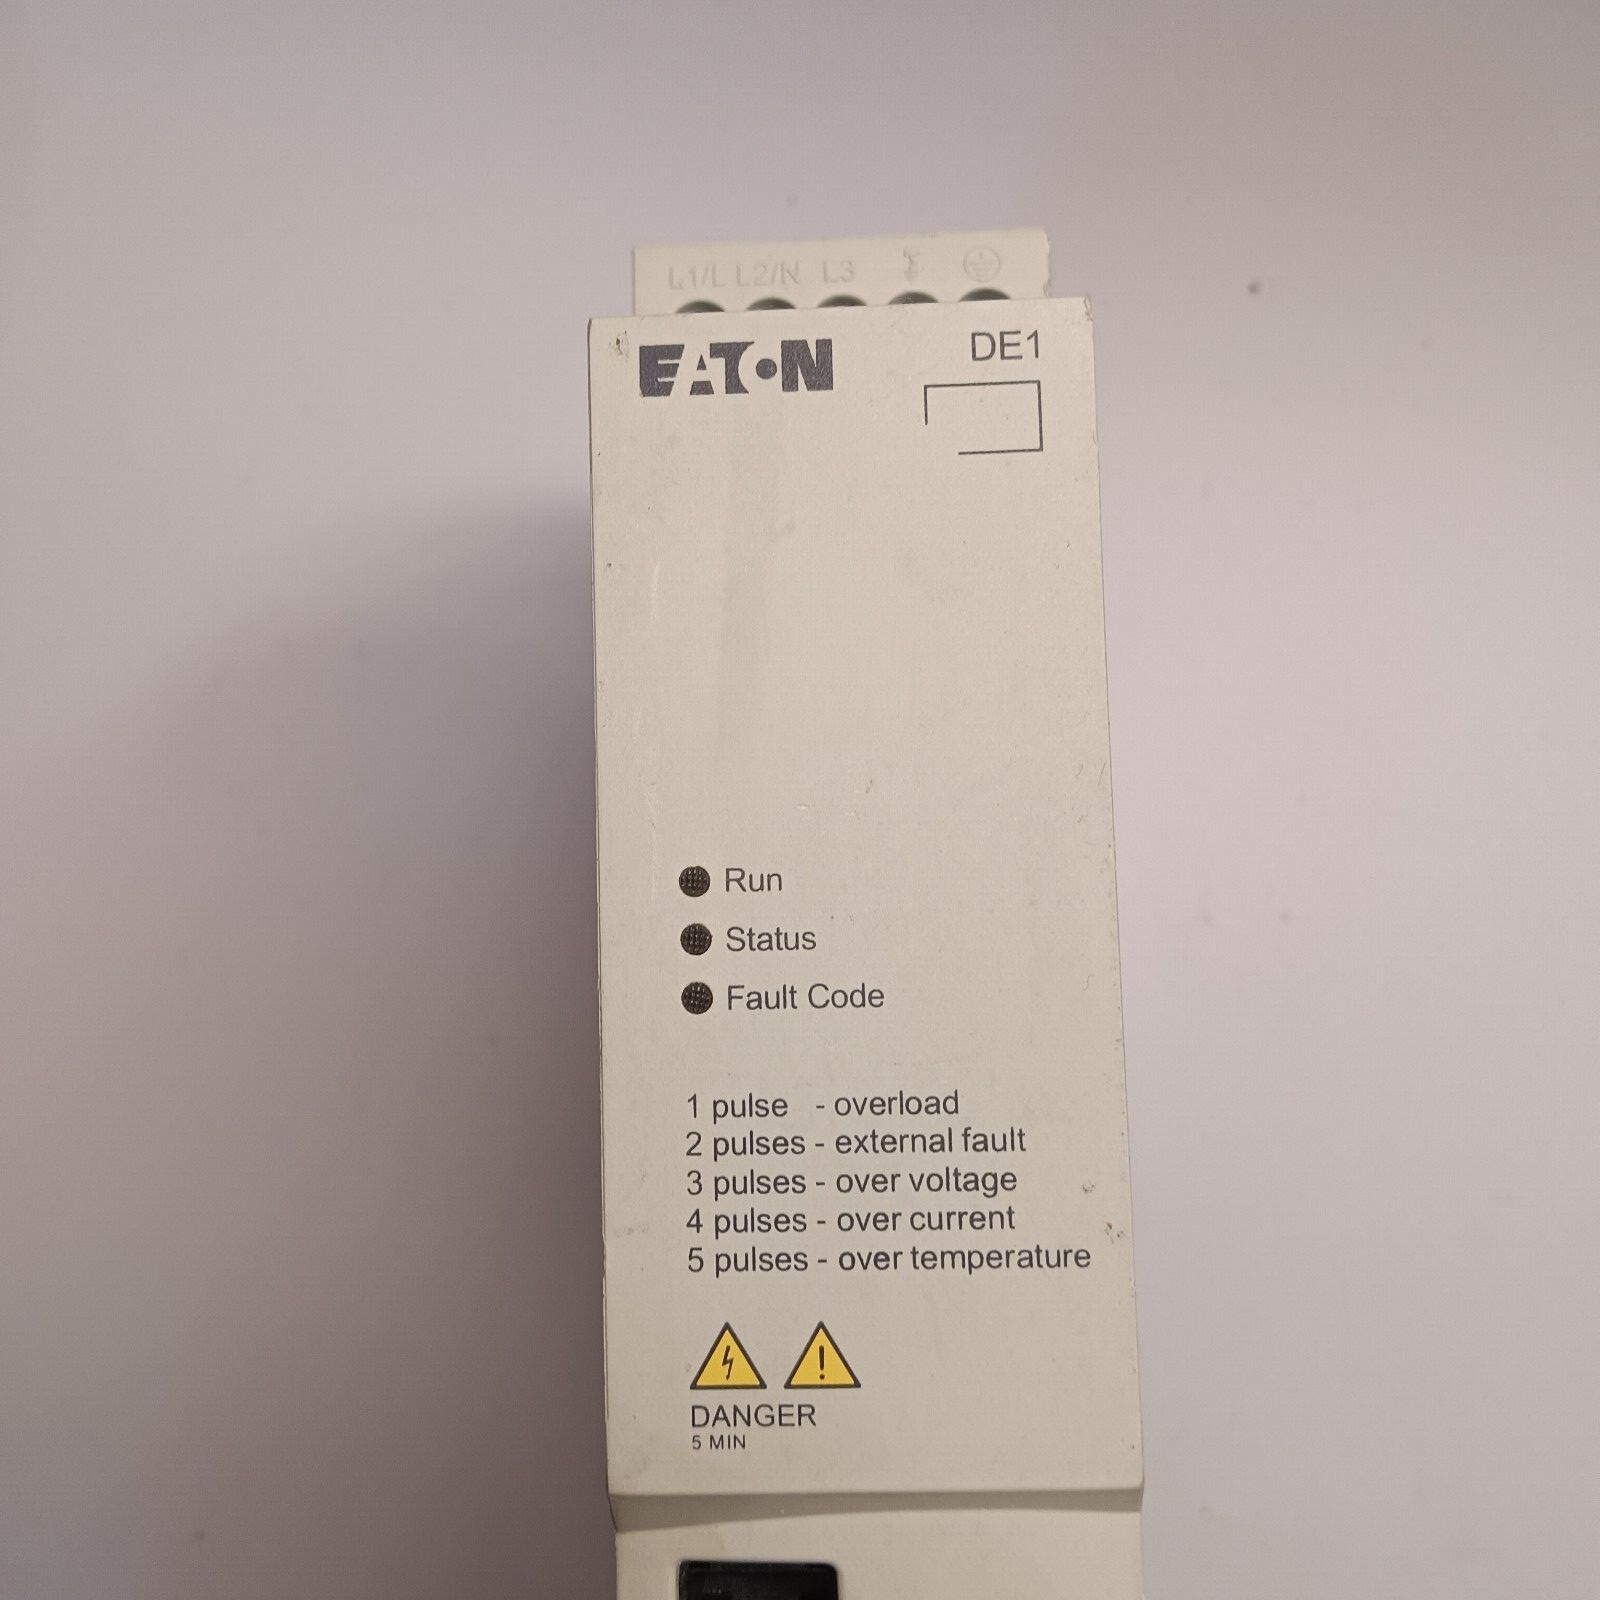 L1/L L2/N L3
EATON
DE1
Run
Status
Fault Code
1 pulse - overload
2 pulses - external fault
3 pulses - over voltage
4 pulses - over current
5 pulses - over temperature
DANGER
5 MIN